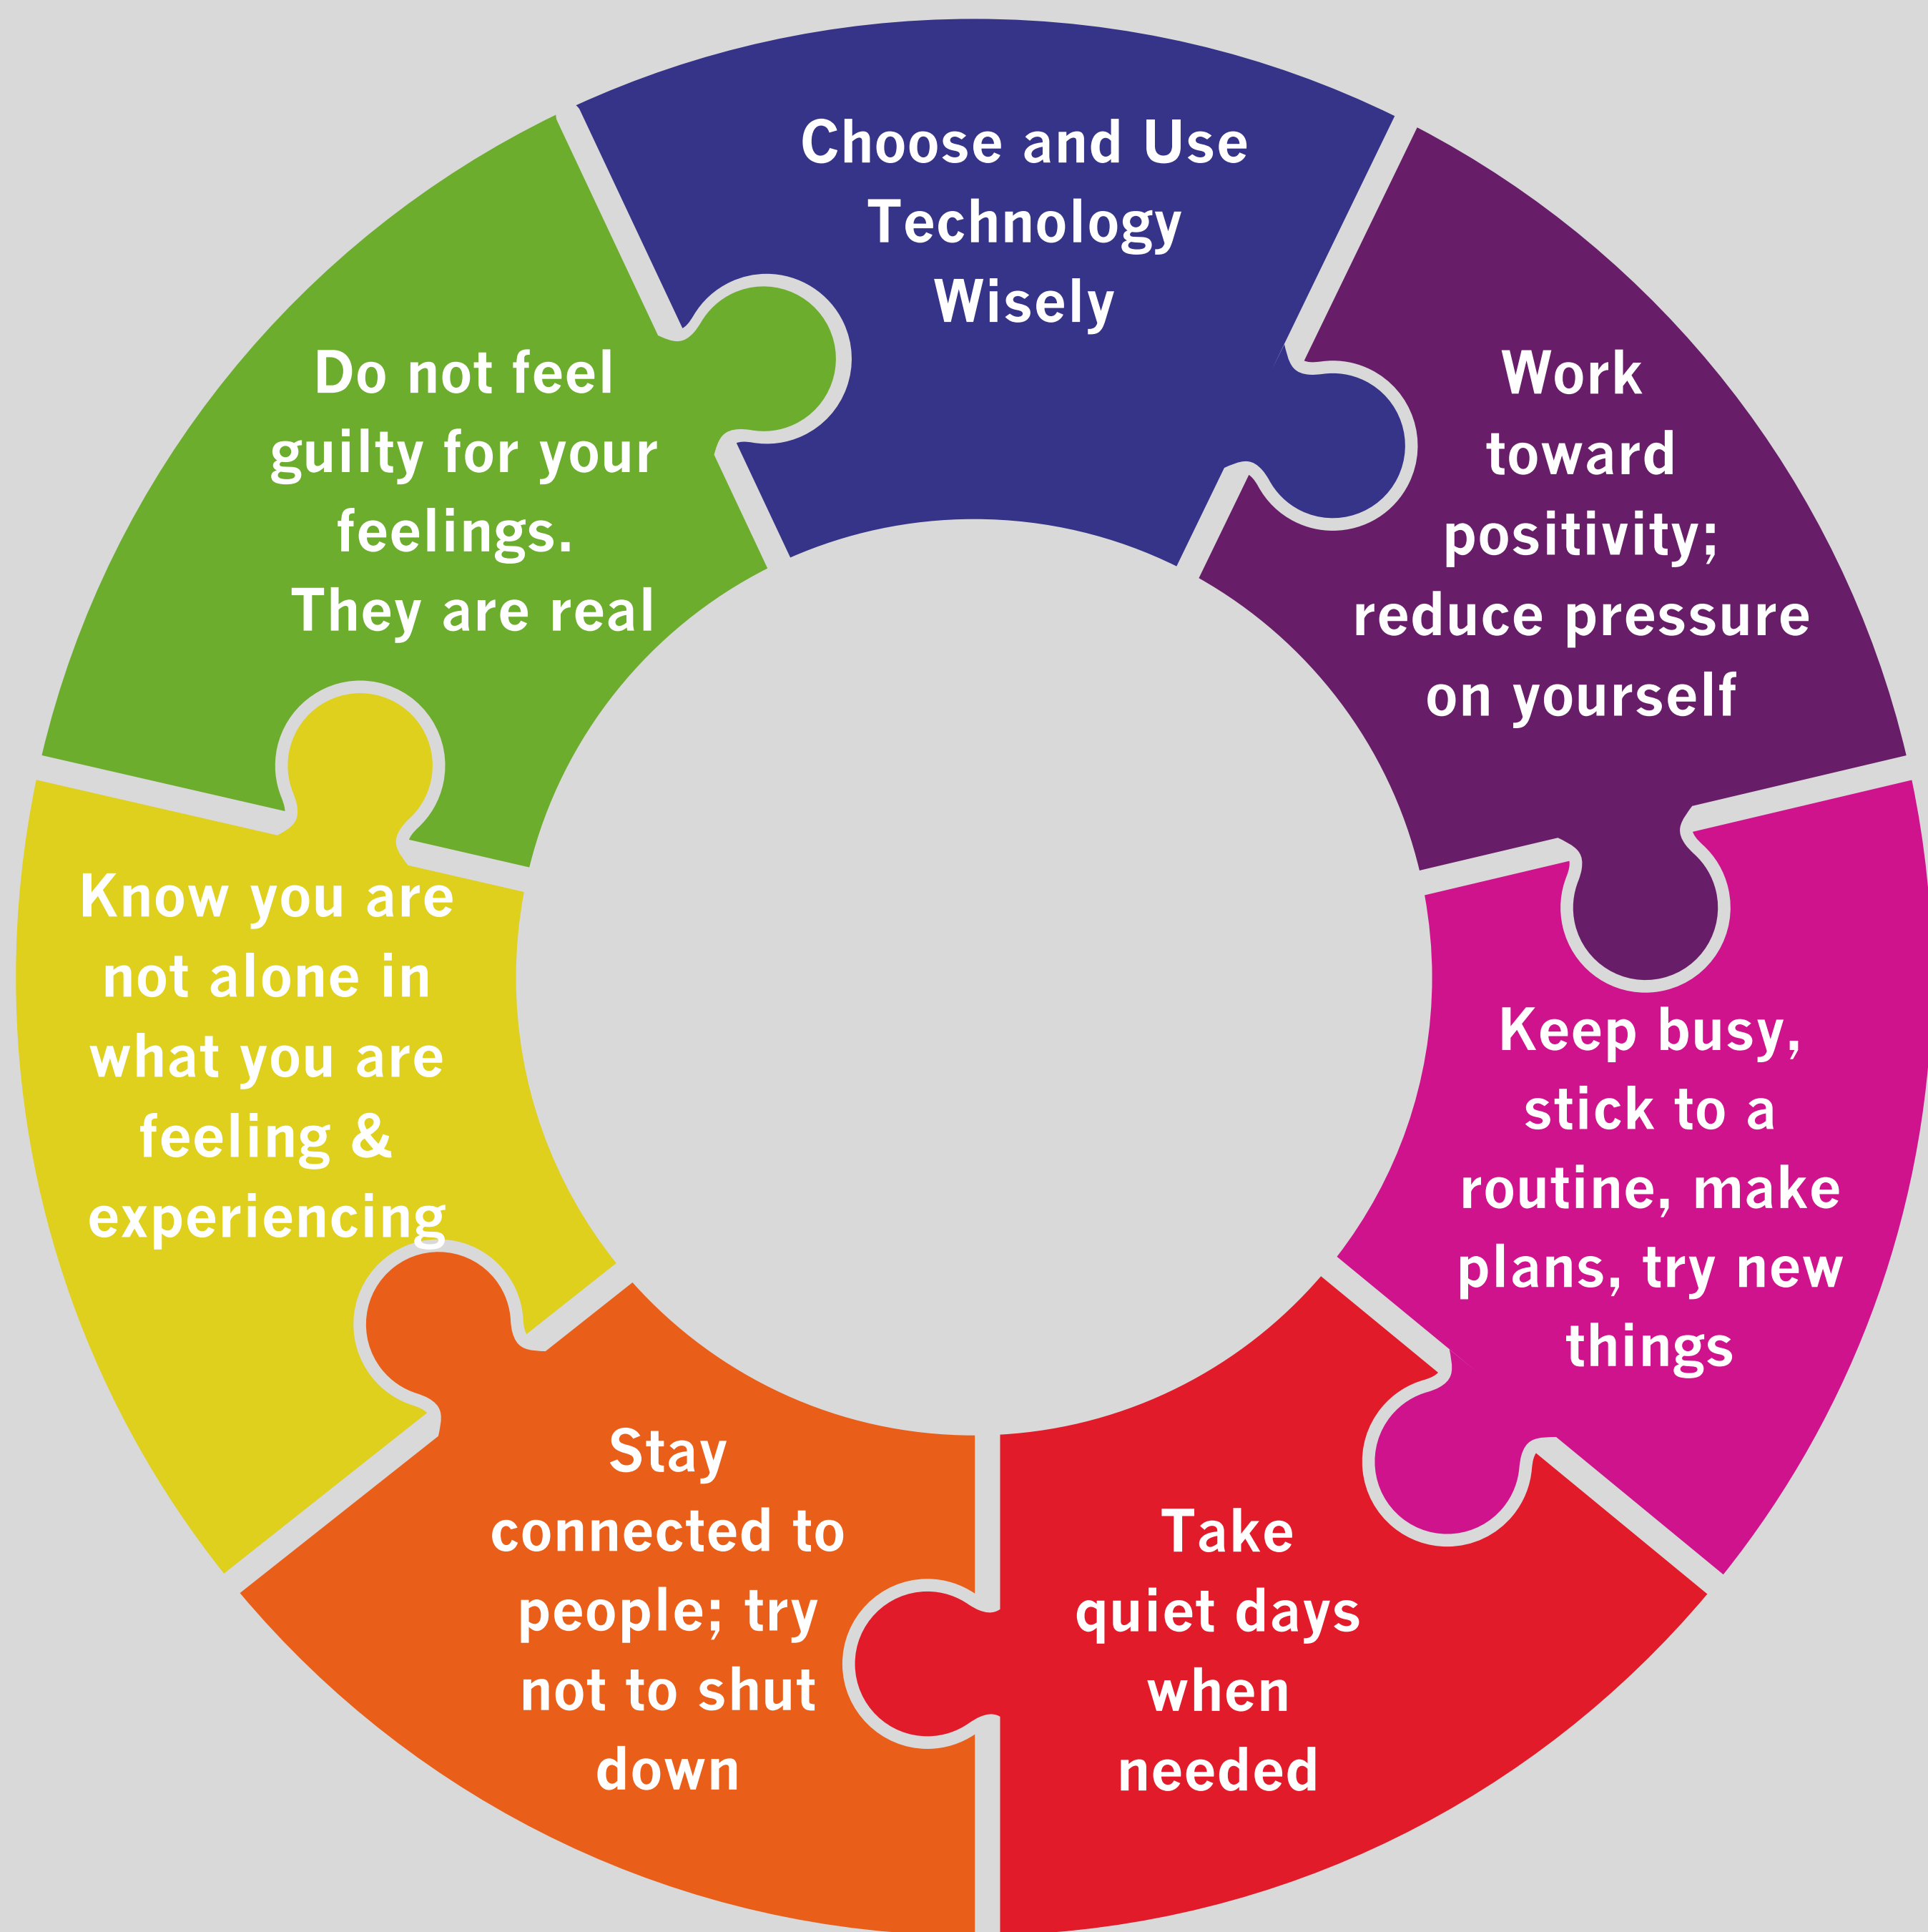 Choose and Use
Technology
Wisely
Work
toward
positivity;
reduce pressure
on yourself
Keep busy,
stick to a
routine, make
plans, try new
things
Take
quiet days
when
needed
Stay
connected to
people; try
not to shut
down
Know you are
not alone in
what you are
feeling &
experiencing
Do not feel
guilty for your
feelings.
They are real